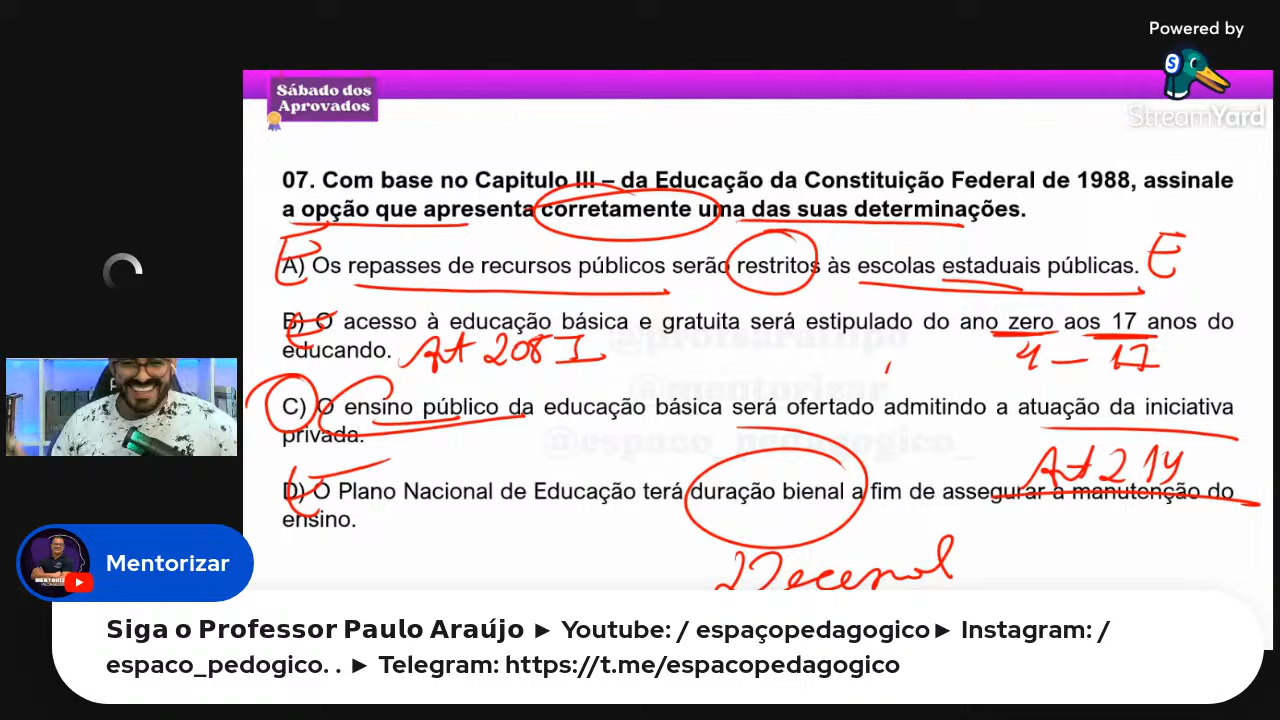 Powered by
StreamYard
Sábado dos
Aprovados
07. Com base no Capitulo III – da Educação da Constituição Federal de 1988, assinale
a opção que apresenta corretamente uma das suas determinações.
E
A) Os repasses de recursos públicos serão restritos às escolas estaduais públicas. E
B) O acesso à educação básica e gratuita será estipulado do ano zero aos 17 anos do
educando. Art 208 I 4 – 17
@mentorizar
C) O ensino público da educação básica será ofertado admitindo a atuação da iniciativa
privada.
@espaco_pedagogico_
Art 214
D) O Plano Nacional de Educação terá duração bienal a fim de assegurar a manutenção do
ensino.
Decenal
Mentorizar
Siga o Professor Paulo Araújo ► Youtube: / espaçopedagogico► Instagram: /
espaco_pedogico. . ► Telegram: https://t.me/espacopedagogico